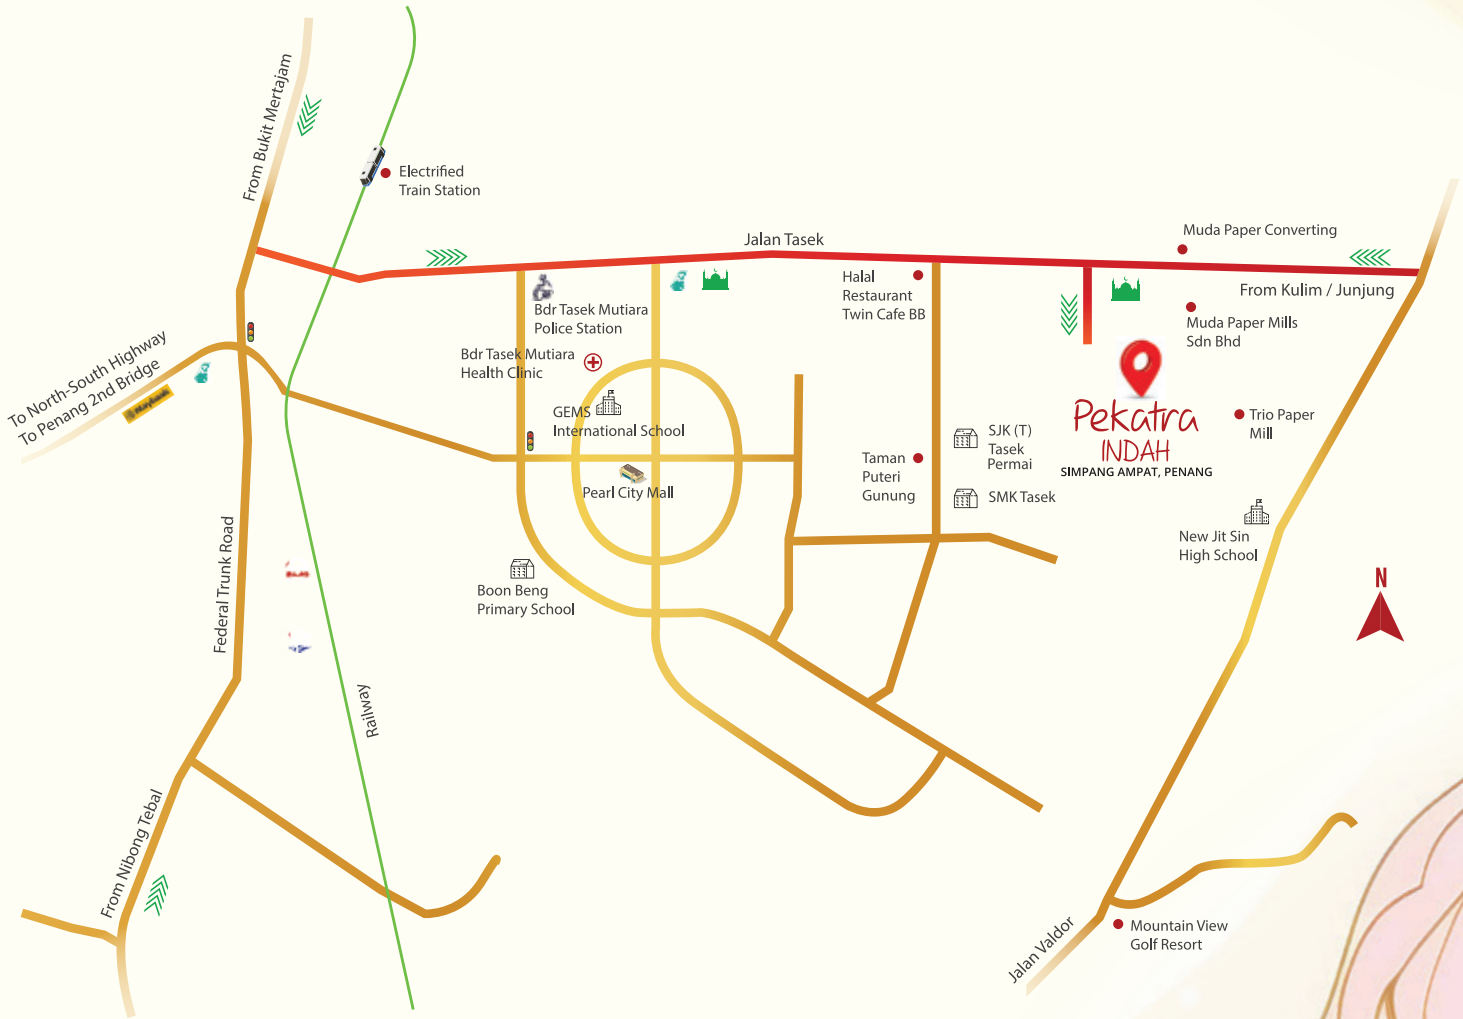 From Bukit Mertajam
Electrified
Train Station
Jalan Tasek
Muda Paper Converting
From Kulim / Junjung
Halal
Restaurant
Twin Cafe BB
Bdr Tasek Mutiara
Police Station
Muda Paper Mills
Sdn Bhd
To North-South Highway
To Penang 2nd Bridge
Maybank
Bdr Tasek Mutiara
Health Clinic
GEMS
International School
Pekatra
INDAH
SIMPANG AMPAT, PENANG
Trio Paper
Mill
SJK (T)
Tasek
Permai
Taman
Puteri
Gunung
SMK Tasek
Pearl City Mall
New Jit Sin
High School
Federal Trunk Road
Boon Beng
Primary School
N
Railway
From Nibong Tebal
Jalan Valdor
Mountain View
Golf Resort